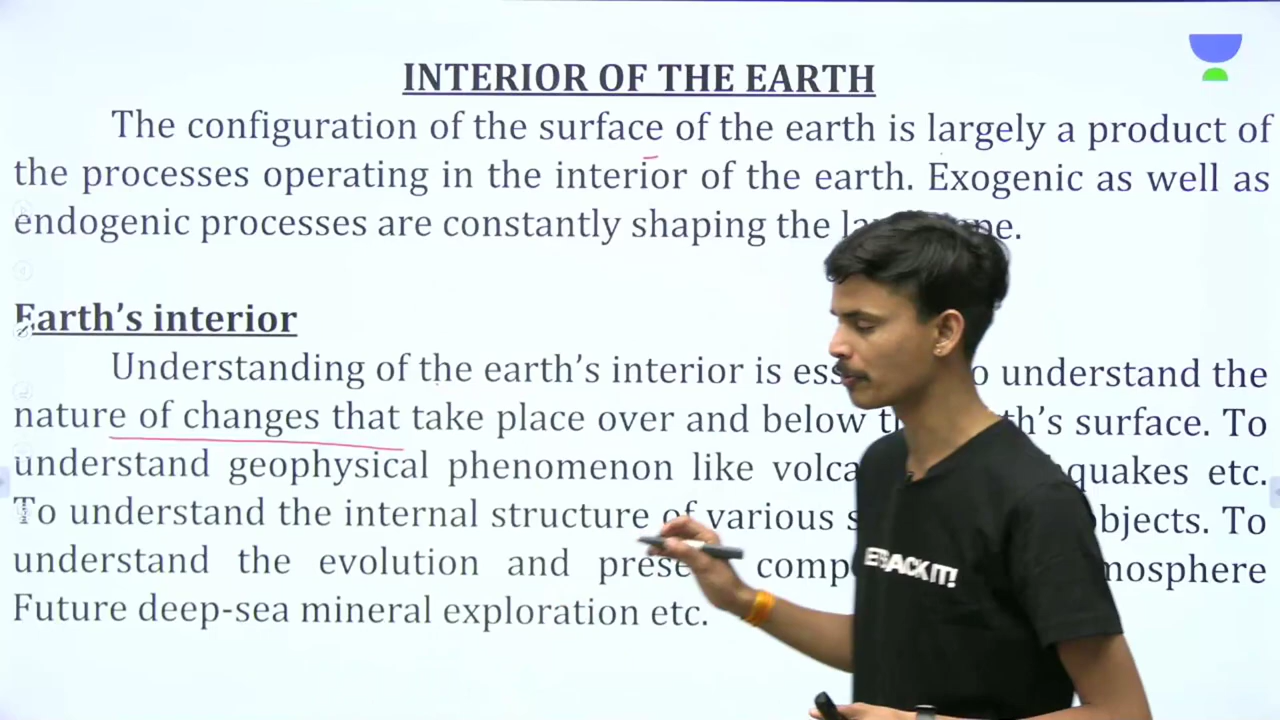 INTERIOR OF THE EARTH
The configuration of the surface of the earth is largely a product of
the processes operating in the interior of the earth. Exogenic as well as
endogenic processes are constantly shaping the
Earth's interior
Understanding of the earth's interior is to understand the
nature of changes that take place over and below surface. To
understand geophysical phenomenon like etc.
To understand the internal structure of various To
understand the evolution and
Future deep-sea mineral exploration etc.